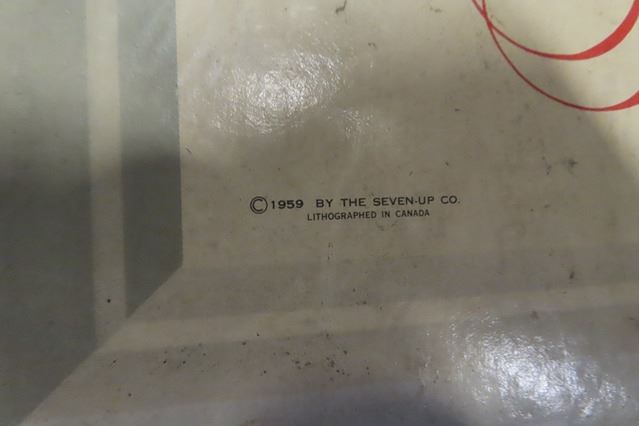 ©1959 BY THE SEVEN-UP CO.
LITHOGRAPHED IN CANADA